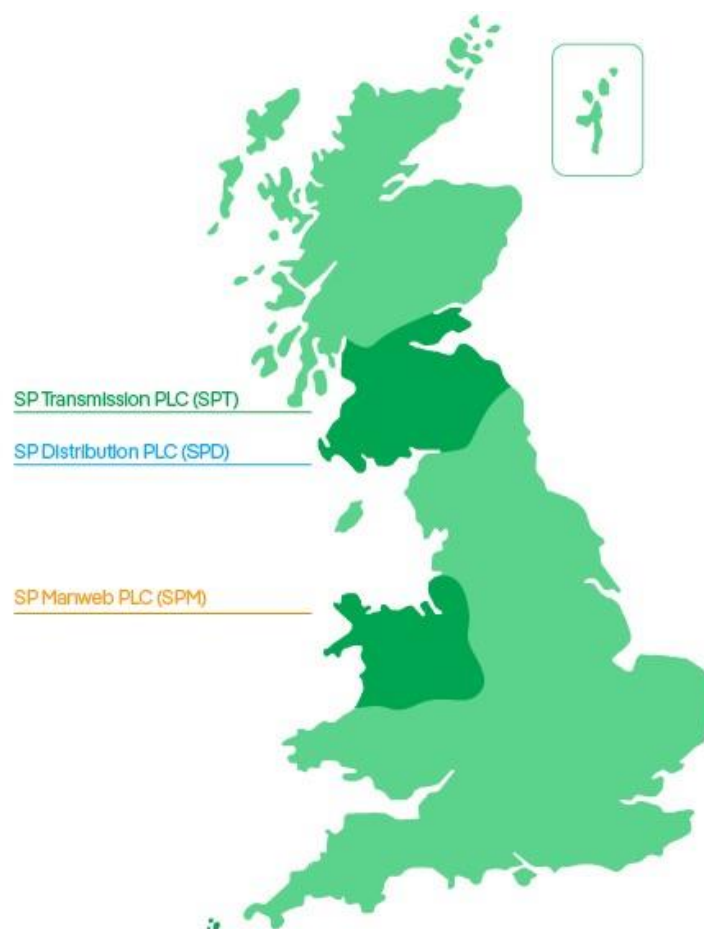 SP Transmission PLC (SPT)
SP Distribution PLC (SPD)
SP Manweb PLC (SPM)